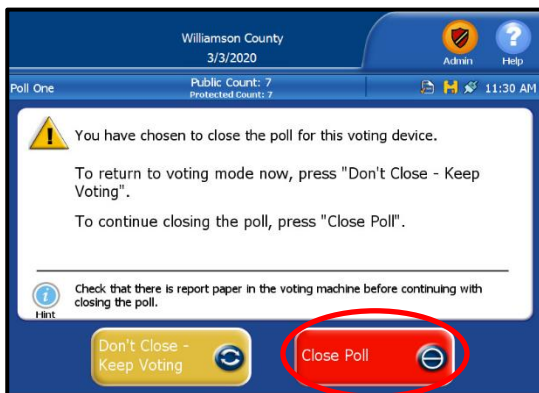 Williamson County
3/3/2020
Admin
Help
Poll One
Public Count: 7
Protected Count: 7
11:30 AM
You have chosen to close the poll for this voting device.
To return to voting mode now, press "Don't Close - Keep
Voting".
To continue closing the poll, press "Close Poll".
Hint
Check that there is report paper in the voting machine before continuing with
closing the poll.
Don't Close -
Keep Voting
Close Poll